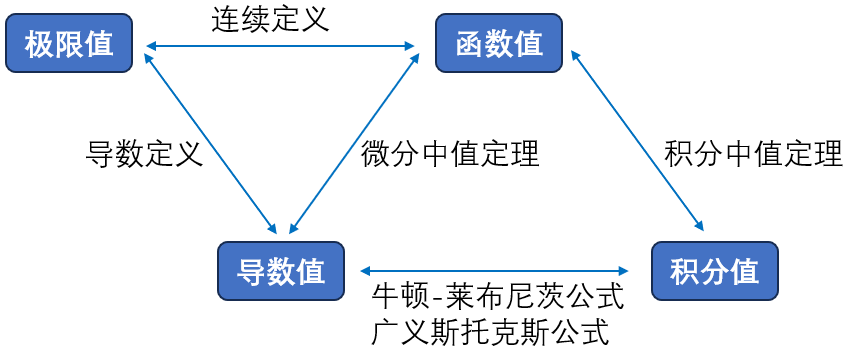 连续定义
极限值
函数值
导数定义
微分中值定理
积分中值定理
导数值
积分值
牛顿-莱布尼茨公式
广义斯托克斯公式